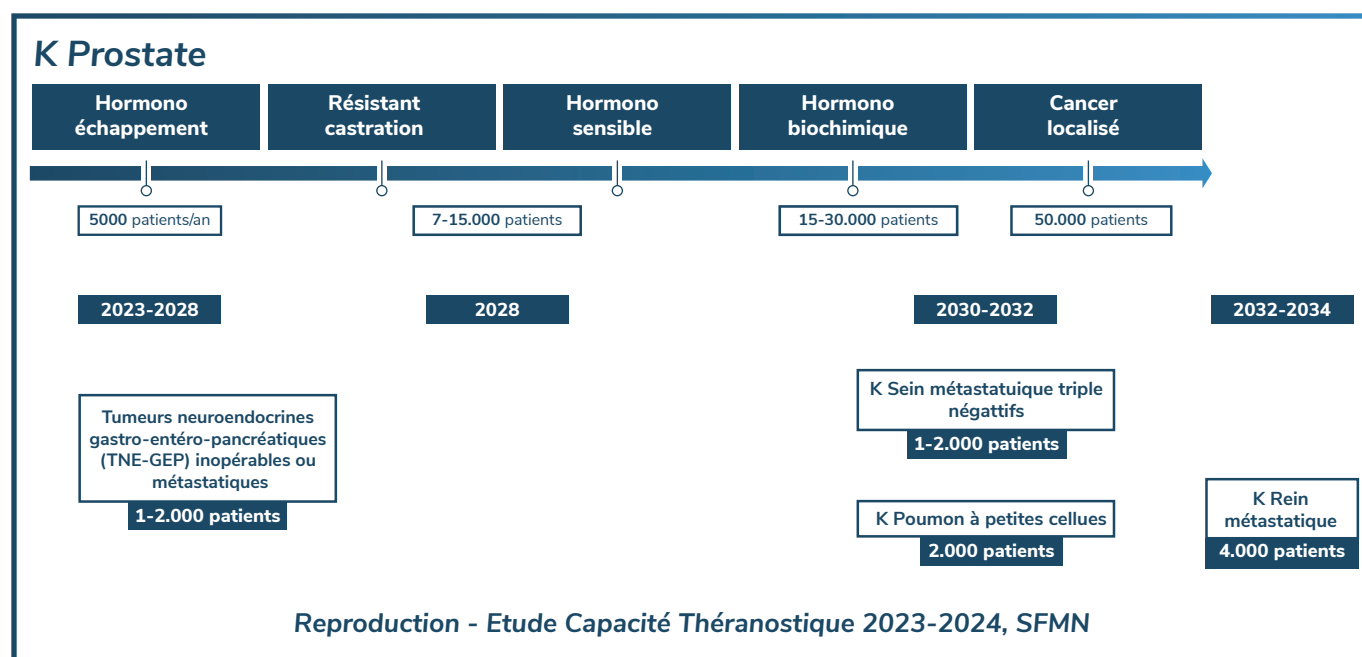 K Prostate
Hormono
échappement
Résistant
castration
Hormono
sensible
Hormono
biochimique
Cancer
localisé
5000 patients/an
7-15.000 patients
15-30.000 patients
50.000 patients
2023-2028
2028
2030-2032
2032-2034
Tumeurs neuroendocrines
gastro-entéro-pancréatiques
(TNE-GEP) inopérables ou
métastatiques
1-2.000 patients
K Sein métastatuique triple
négattifs
1-2.000 patients
K Poumon à petites cellues
2.000 patients
K Rein
métastatique
4.000 patients
Reproduction - Etude Capacité Théranostique 2023-2024, SFMN